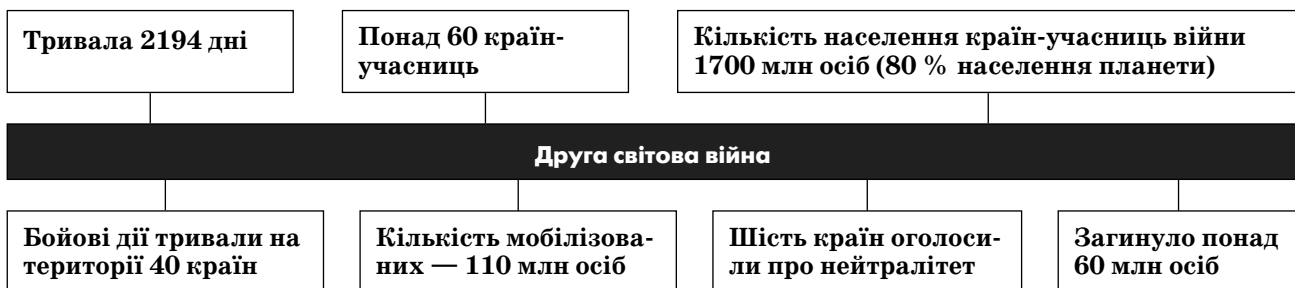 Тривала 2194 дні
Понад 60 країн-
учасниць
Кількість населення країн-учасниць війни
1700 млн осіб (80 % населення планети)
Друга світова війна
Бойові дії тривали на
території 40 країн
Кількість мобілізова-
них — 110 млн осіб
Шість країн оголоси-
ли про нейтралітет
Загинуло понад
60 млн осіб